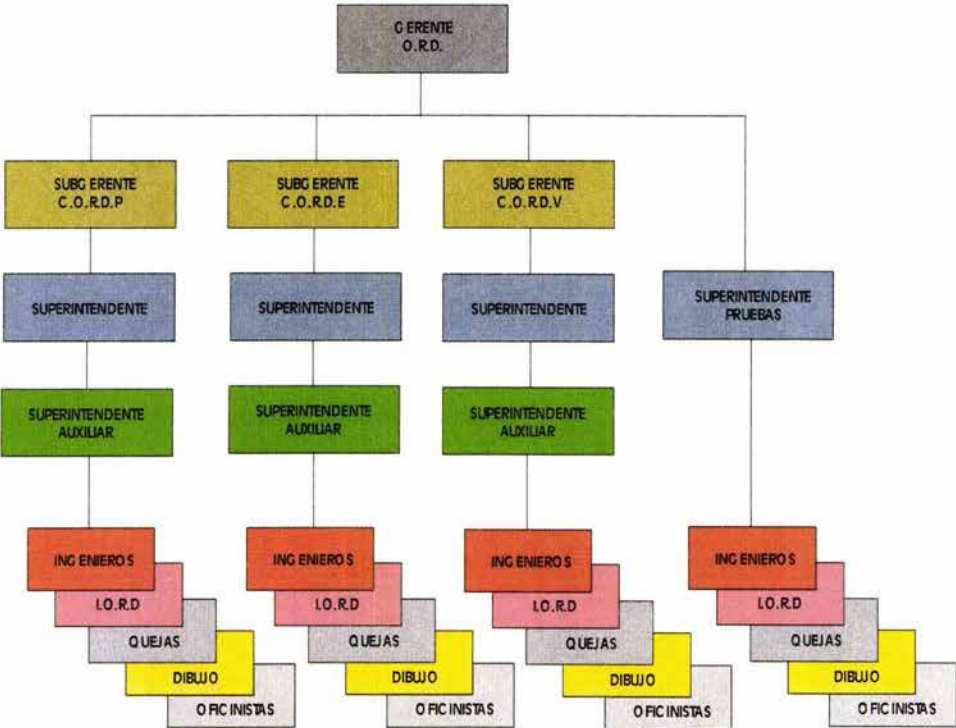 GERENTE
O.R.D.
SUBGERENTE
C.O.R.D.P
SUBGERENTE
C.O.R.D.E
SUBGERENTE
C.O.R.D.V
SUPERINTENDENTE
SUPERINTENDENTE
SUPERINTENDENTE
SUPERINTENDENTE
PRUEBAS
SUPERINTENDENTE
AUXILIAR
SUPERINTENDENTE
AUXILIAR
SUPERINTENDENTE
AUXILIAR
INGENIEROS
I.O.R.D
QUEJAS
DIBUJO
OFICINISTAS
INGENIEROS
I.O.R.D
QUEJAS
DIBUJO
OFICINISTAS
INGENIEROS
I.O.R.D
QUEJAS
DIBUJO
OFICINISTAS
INGENIEROS
I.O.R.D
QUEJAS
DIBUJO
OFICINISTAS